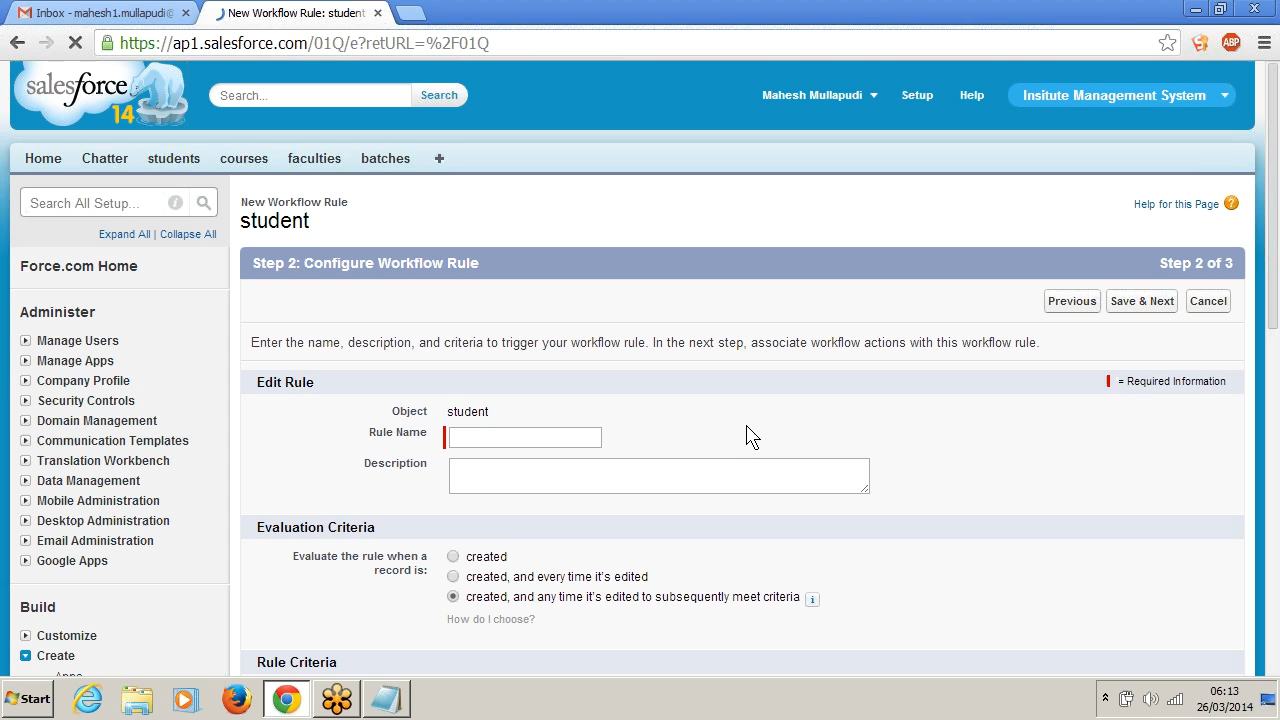 Inbox - mahesh1.mullapudi@
New Workflow Rule: student
https://ap1.salesforce.com/01Q/e?retURL=%2F01Q
ABP
salesforce
14
Search...
Search
Mahesh Mullapudi
Setup
Help
Insitute Management System
Home
Chatter
students
courses
faculties
batches
+
Search All Setup...
Expand All | Collapse All
Force.com Home
Administer
Manage Users
Manage Apps
Company Profile
Security Controls
Domain Management
Communication Templates
Translation Workbench
Data Management
Mobile Administration
Desktop Administration
Email Administration
Google Apps
Build
Customize
Create
New Workflow Rule
student
Help for this Page
Step 2: Configure Workflow Rule
Step 2 of 3
Previous
Save & Next
Cancel
Enter the name, description, and criteria to trigger your workflow rule. In the next step, associate workflow actions with this workflow rule.
Edit Rule
= Required Information
Object
student
Rule Name
Description
Evaluation Criteria
Evaluate the rule when a
record is:
created
created, and every time it's edited
created, and any time it's edited to subsequently meet criteria
How do I choose?
Rule Criteria
Start
06:13
26/03/2014